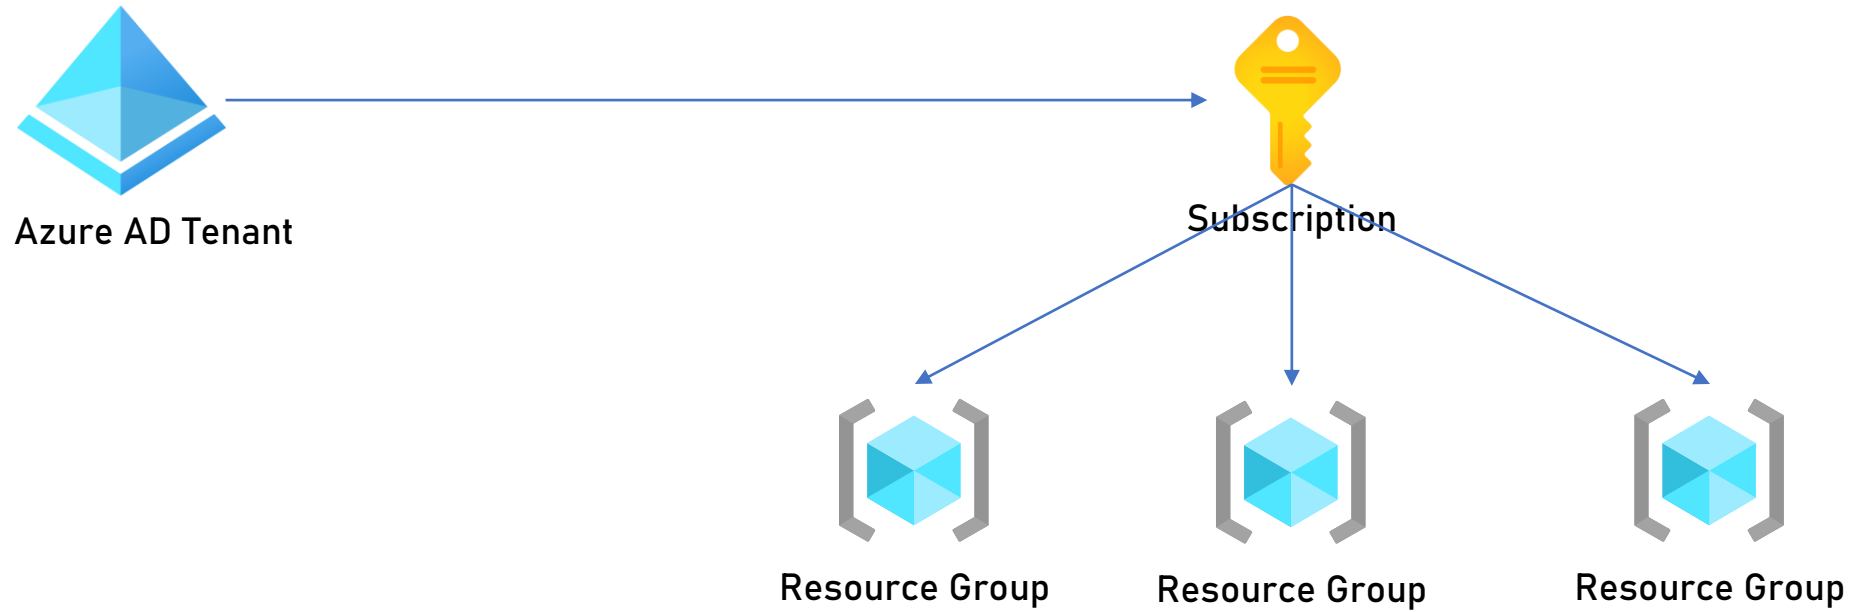 Azure AD Tenant
Subscription
Resource Group
Resource Group
Resource Group